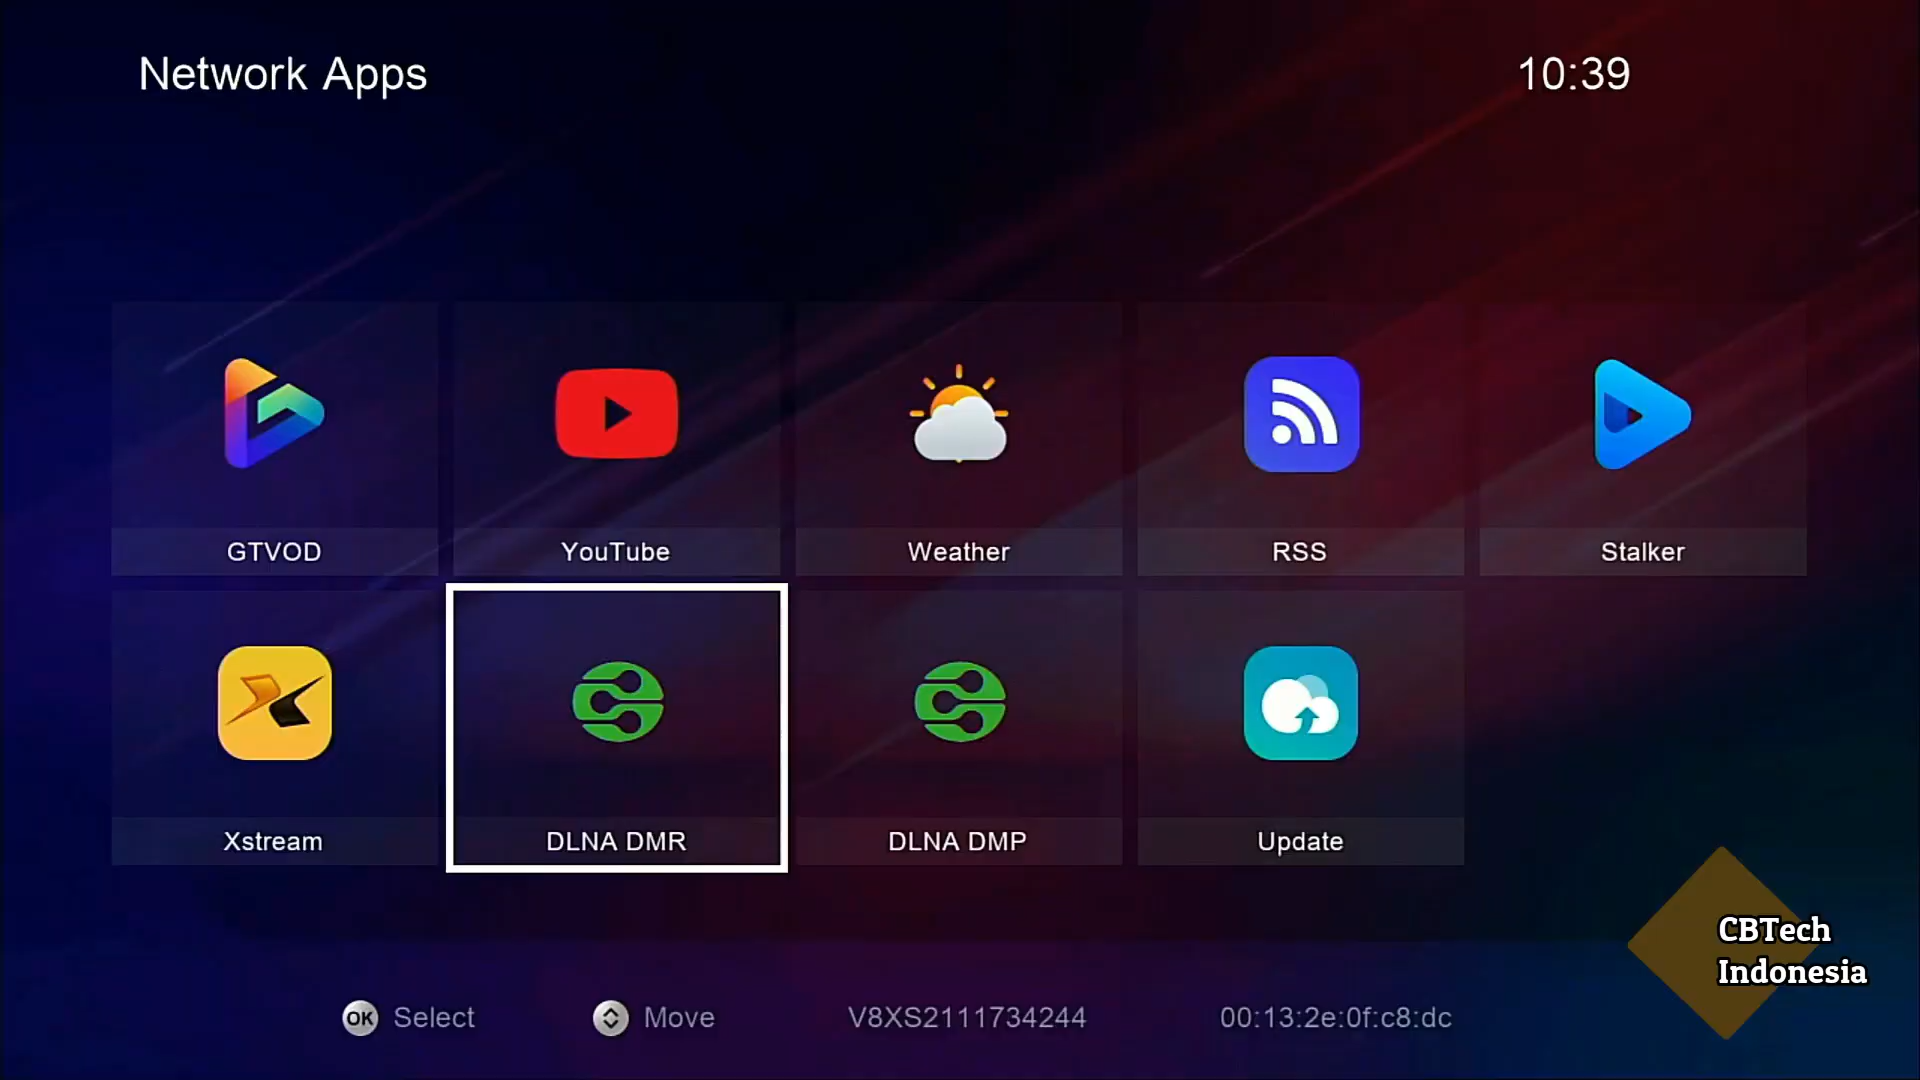 Network Apps
10:39
GTVOD
YouTube
Weather
RSS
Stalker
Xstream
DLNA DMR
DLNA DMP
Update
CBTech
Indonesia
OK Select
Move
V8XS2111734244
00:13:2e:0f:c8:dc